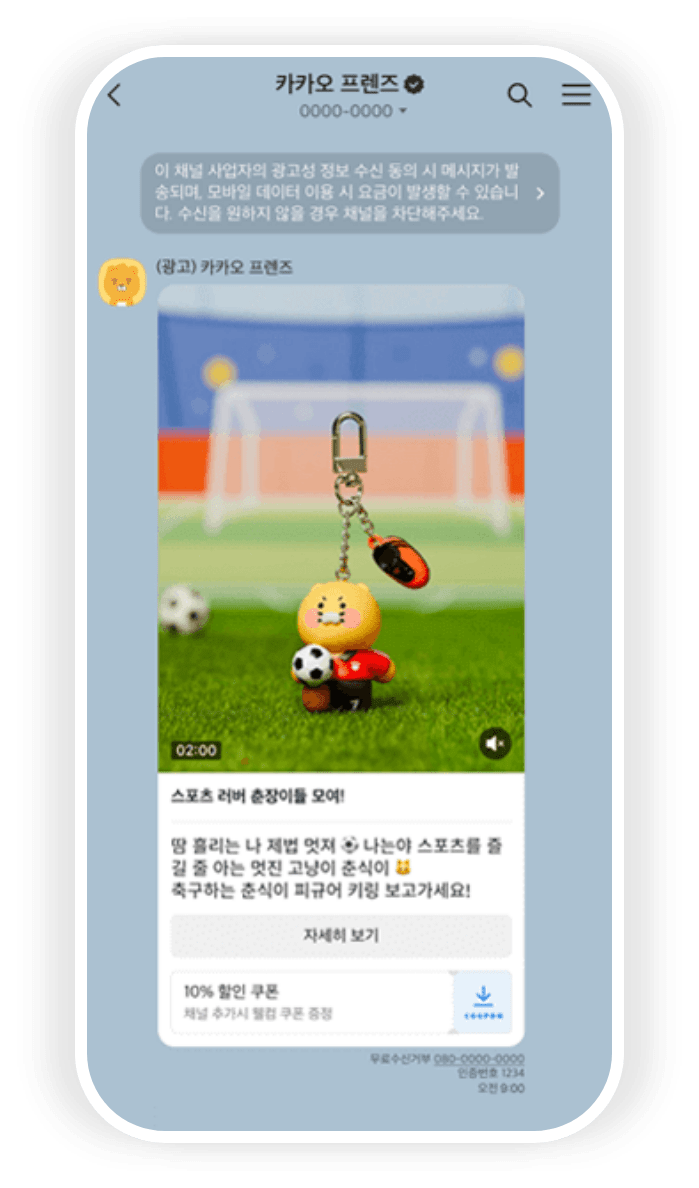 카카오 프렌즈
0000-0000
이 채널 사업자의 광고성 정보 수신 동의 시 메시지가 발
송되며, 모바일 데이터 이용 시 요금이 발생할 수 있습니
다. 수신을 원하지 않을 경우 채널을 차단해주세요.
(광고) 카카오 프렌즈
7
02:00
스포츠 러버 춘장이들 모여!
땀 흘리는 나 제법 멋져 ⚽ 나는야 스포츠를 즐
길 줄 아는 멋진 고냥이 춘식이 🐱
축구하는 춘식이 피규어 키링 보고가세요!
자세히 보기
10% 할인 쿠폰
채널 추가시 웰컴 쿠폰 증정
COUPON
무료수신거부 080-0000-0000
인증번호 1234
오전 9:00